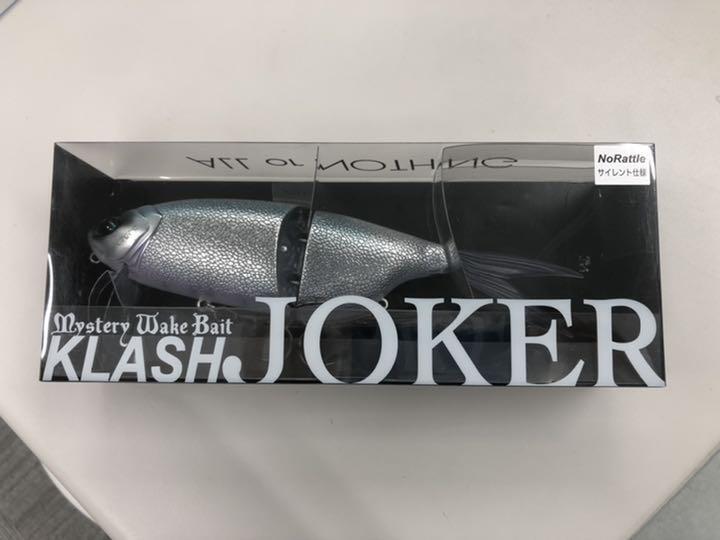 ALL or NOTHING
NoRattle
サイレント仕様
Mystery Wake Bait
KLASH JOKER